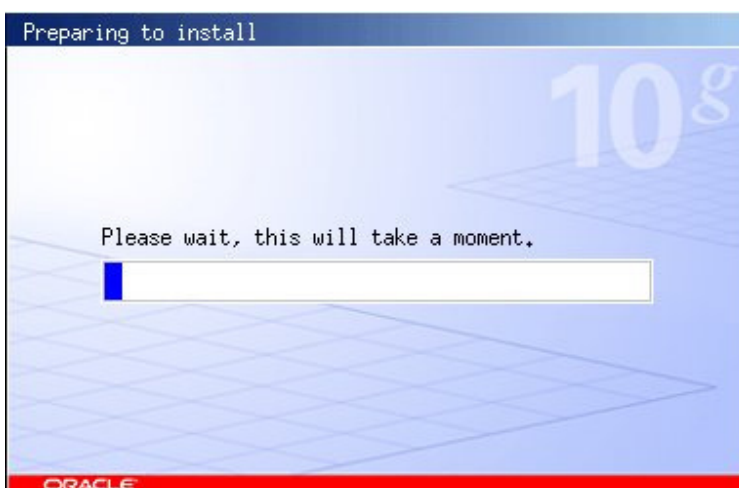 Preparing to install
10g
Please wait, this will take a moment.
ORACLE